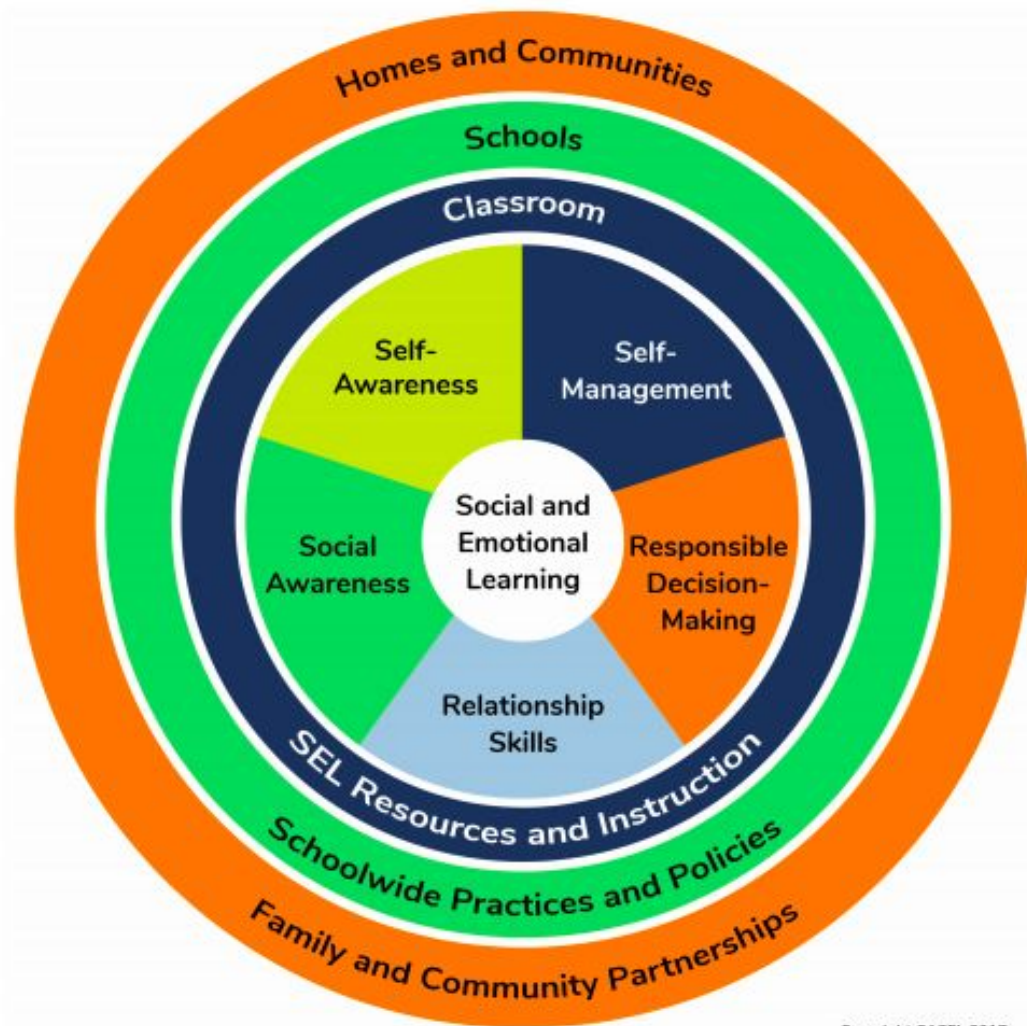 Homes and Communities
Schools
Classroom
Self-
Awareness
Self-
Management
Social and
Emotional
Learning
Social
Awareness
Responsible
Decision-
Making
Relationship
Skills
SEL Resources and Instruction
Schoolwide Practices and Policies
Family and Community Partnerships